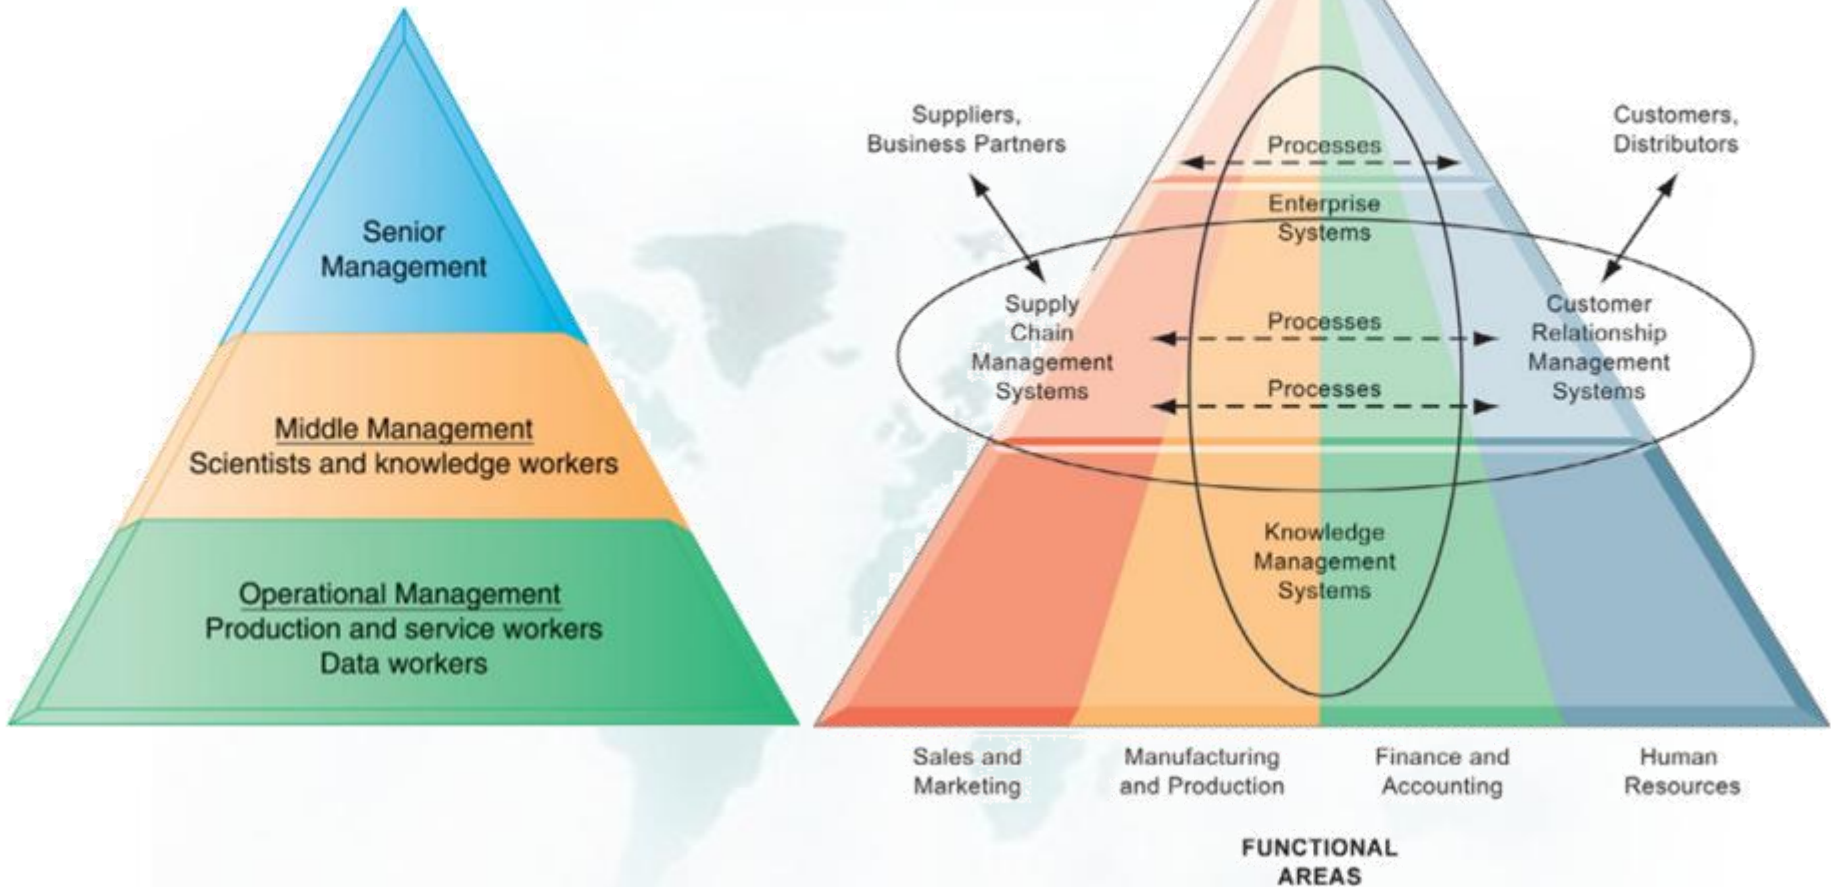 Senior
Management
Middle Management
Scientists and knowledge workers
Operational Management
Production and service workers
Data workers
Suppliers,
Business Partners
Customers,
Distributors
Processes
Enterprise
Systems
Supply
Chain
Management
Systems
Processes
Processes
Customer
Relationship
Management
Systems
Knowledge
Management
Systems
Sales and
Marketing
Manufacturing
and Production
Finance and
Accounting
Human
Resources
FUNCTIONAL
AREAS